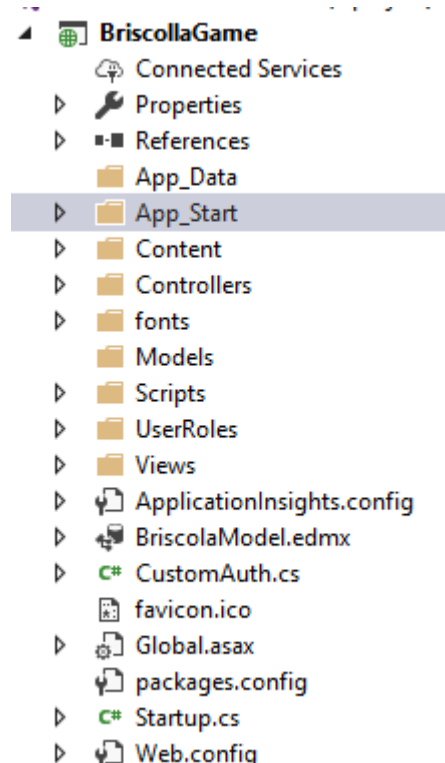 BriscollaGame
Connected Services
Properties
References
App_Data
App_Start
Content
Controllers
fonts
Models
Scripts
UserRoles
Views
ApplicationInsights.config
BriscolaModel.edmx
C# CustomAuth.cs
favicon.ico
Global.asax
packages.config
C# Startup.cs
Web.config